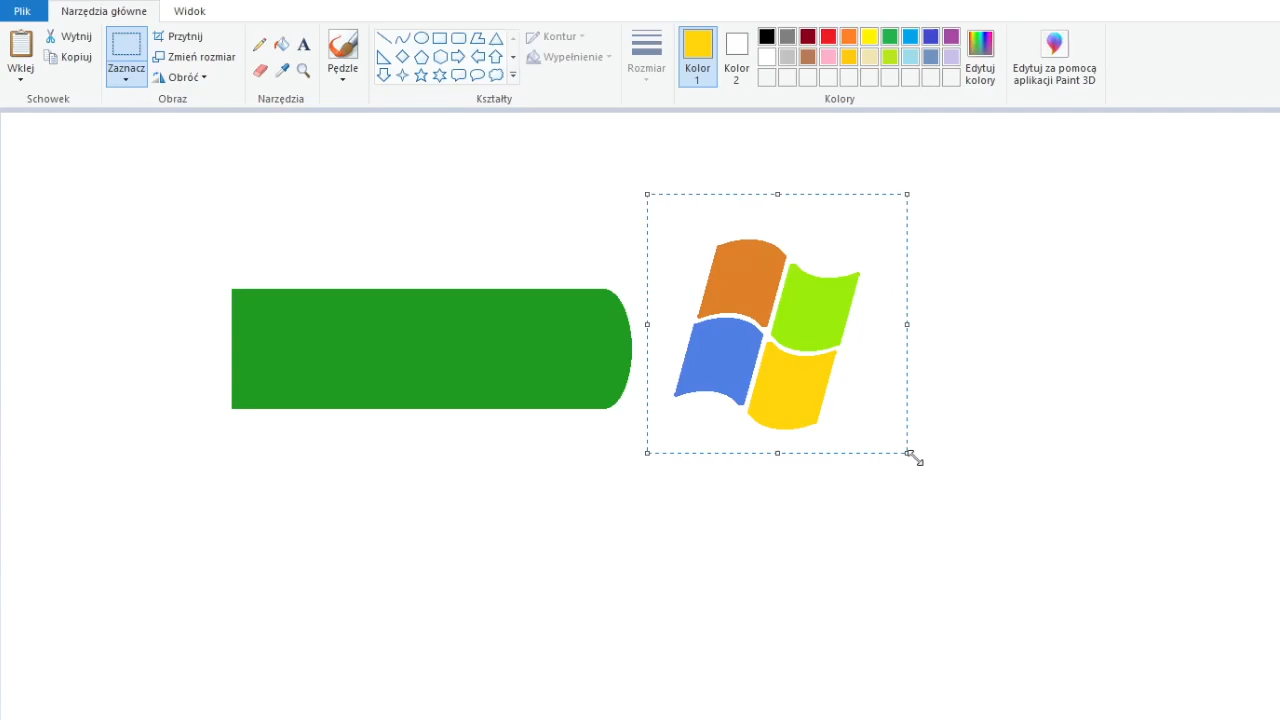 Plik Narzędzia główne Widok
Wklej
Wytnij
Kopiuj
Schowek
Zaznacz
Przytnij
Zmień rozmiar
Obróć
Obraz
A
Narzędzia
Pędzle
Kształty
Kontur
Wypełnienie
Rozmiar
Kolor
1
Kolor
2
Kolory
Edytuj
kolory
Edytuj za pomocą
aplikacji Paint 3D